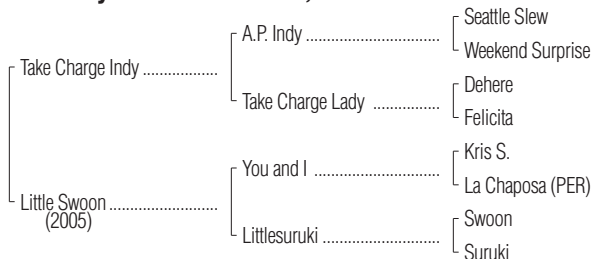 Seattle Slew
A.P. Indy ................................
Weekend Surprise
Take Charge Indy ..................
Dehere
Take Charge Lady ................
Felicita
Kris S.
You and I ..............................
La Chaposa (PER)
Little Swoon ..........................
(2005)
Swoon
Littlesuruki ............................
Suruki